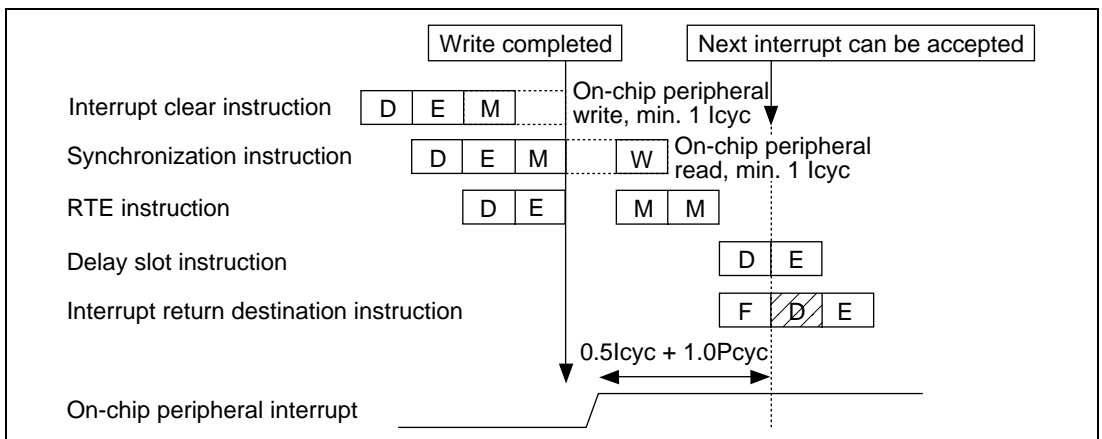 Write completed
Next interrupt can be accepted
Interrupt clear instruction
D E M
On-chip peripheral
write, min. 1 Icyc
Synchronization instruction
D E M W
On-chip peripheral
read, min. 1 Icyc
RTE instruction
D E M M
Delay slot instruction
D E
Interrupt return destination instruction
F D E
0.5Icyc + 1.0Pcyc
On-chip peripheral interrupt